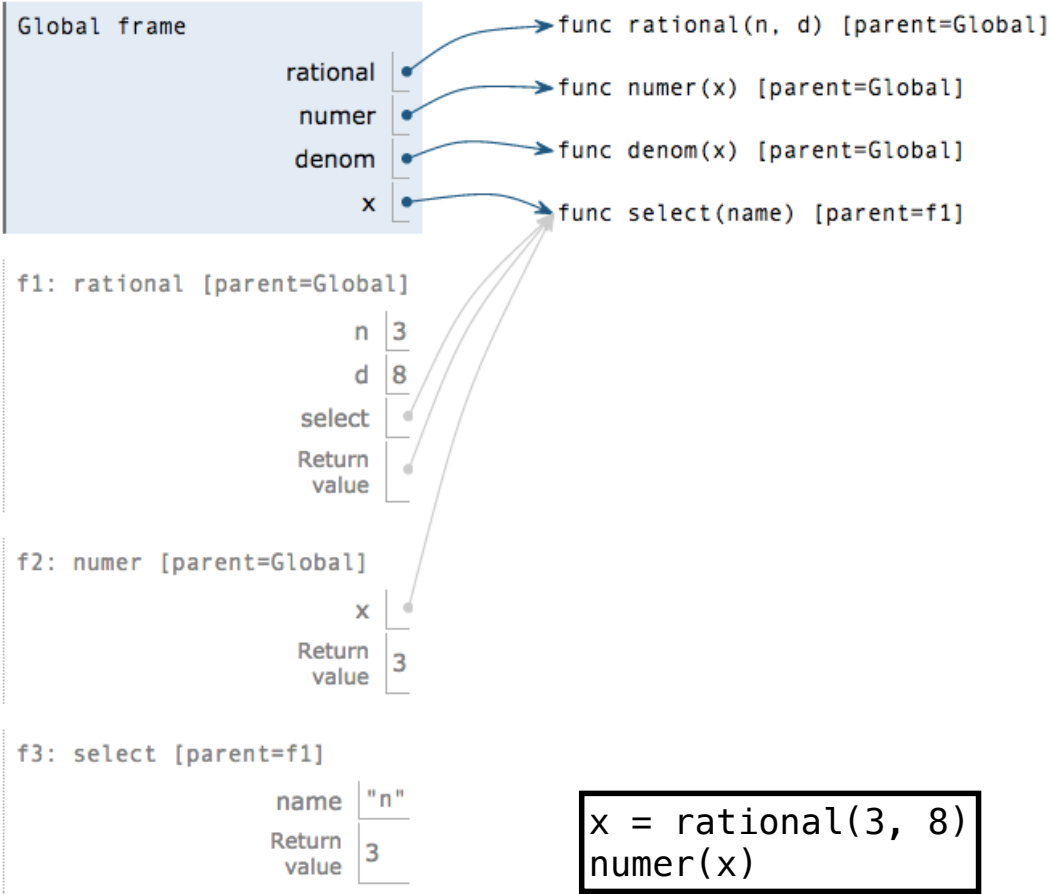 Global frame
func rational(n, d) [parent=Global]
rational
numer
func numer(x) [parent=Global]
denom
func denom(x) [parent=Global]
x
func select(name) [parent=f1]
f1: rational [parent=Global]
n 3
d 8
select
Return
value
f2: numer [parent=Global]
x
Return
value 3
f3: select [parent=f1]
name "n"
Return
value 3
x = rational(3, 8)
numer(x)